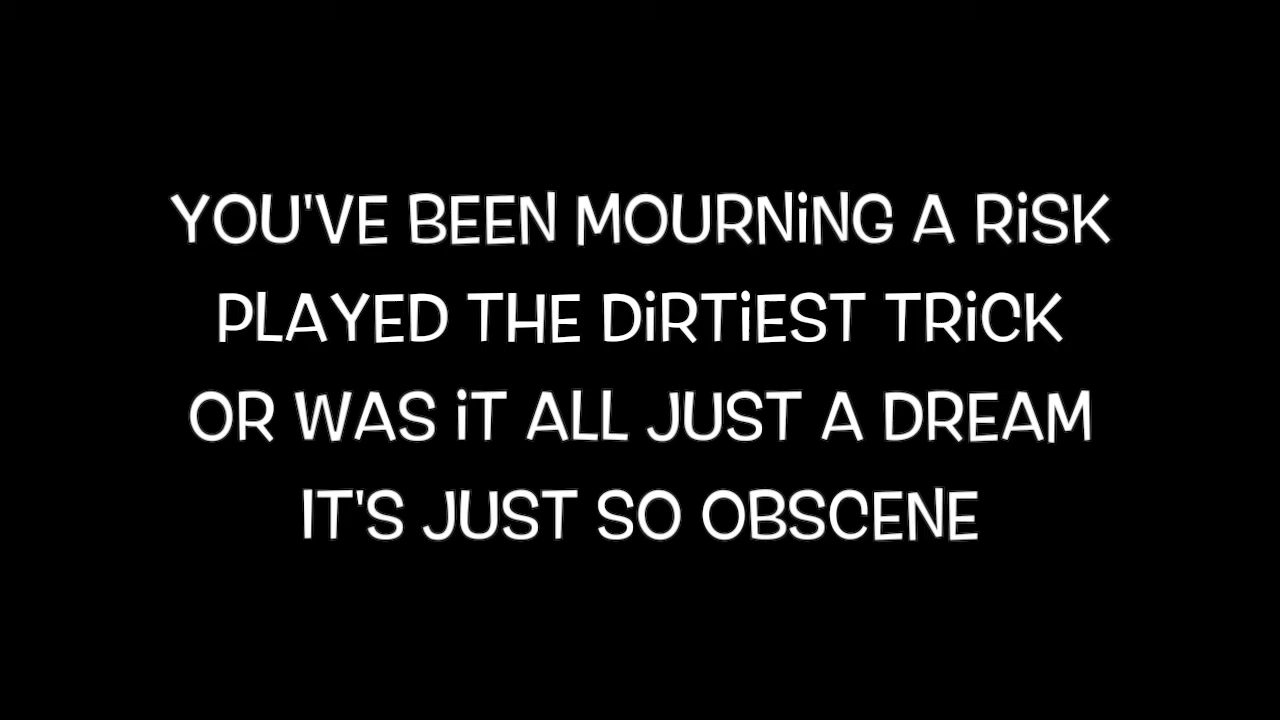 YOU'VE BEEN MOURNiNG A RiSK
PLAYED THE DiRTiEST TRiCK
OR WAS iT ALL JUST A DREAM
IT'S JUST SO OBSCENE